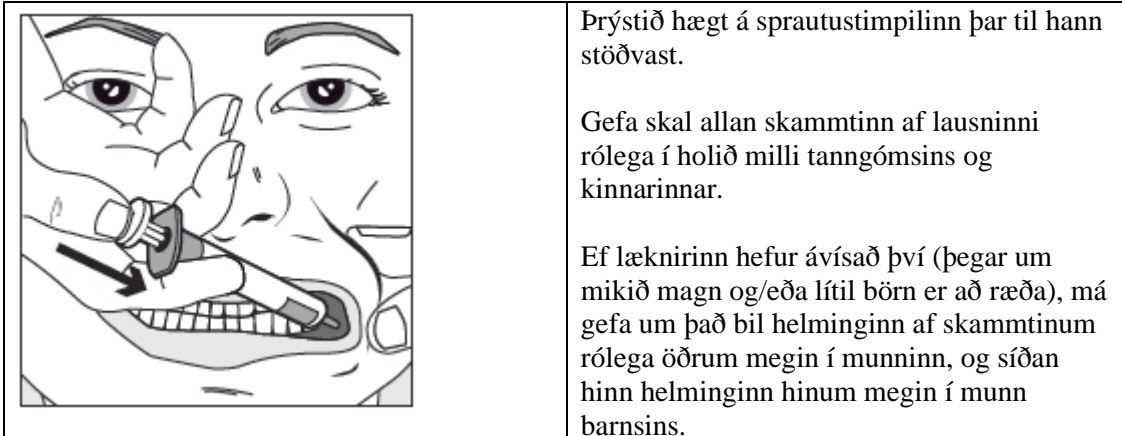 Þrýstið hægt á sprautustimpilinn þar til hann
stöðvast.
Gefa skal allan skammtinn af lausninni
rólega í holið milli tanngómsins og
kinnarinnar.
Ef læknirinn hefur ávísað því (þegar um
mikið magn og/eða lítil börn er að ræða), má
gefa um það bil helminginn af skammtinum
rólega öðrum megin í munninn, og síðan
hinn helminginn hinum megin í munn
barnsins.